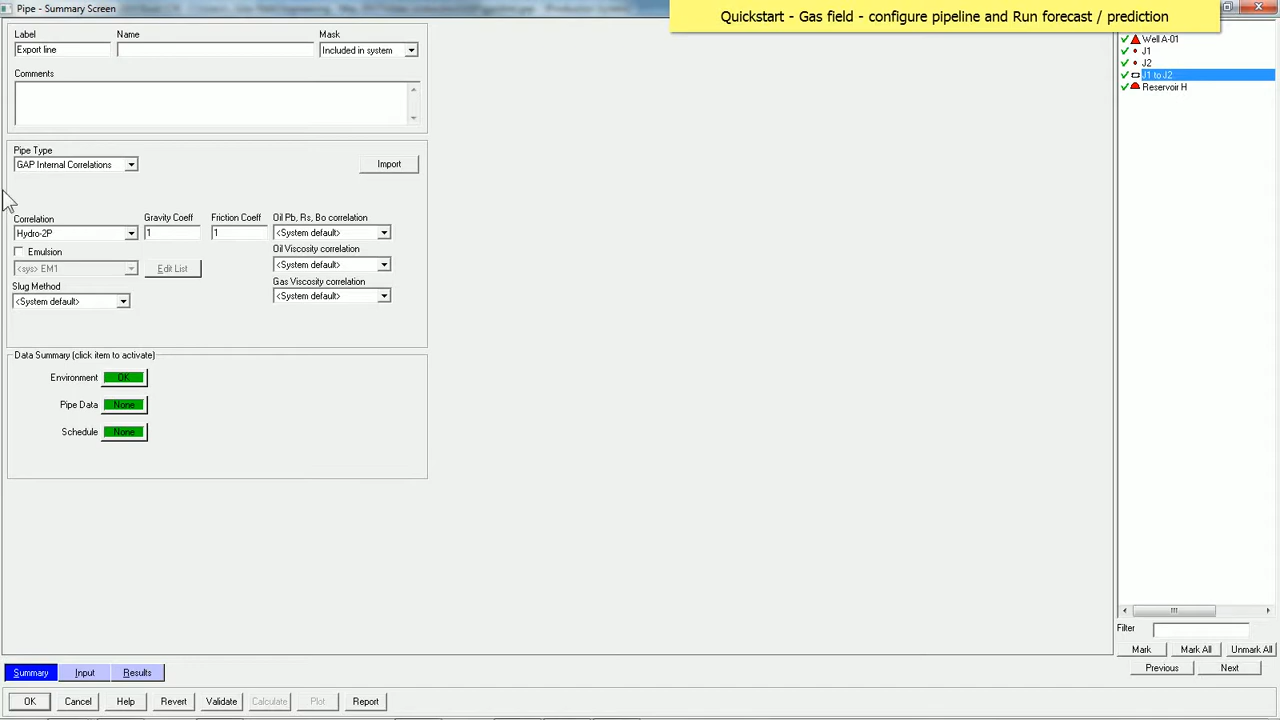 Pipe - Summary Screen
Quickstart - Gas field - configure pipeline and Run forecast / prediction
Label
Name
Mask
Export line
Included in system
Comments
Pipe Type
GAP Internal Correlations
Import
Correlation
Gravity Coeff
Friction Coeff
Oil Pb, Rs, Bo correlation
Hydro-2P
1
1
<System default>
Emulsion
Oil Viscosity correlation
<sys> EM1
Edit List
<System default>
Slug Method
Gas Viscosity correlation
<System default>
<System default>
Data Summary (click item to activate)
Environment
OK
Pipe Data
None
Schedule
None
Well A-01
J1
J2
J1 to J2
Reservoir H
Filter
Mark
Mark All
Unmark All
Previous
Next
Summary
Input
Results
OK
Cancel
Help
Revert
Validate
Calculate
Plot
Report